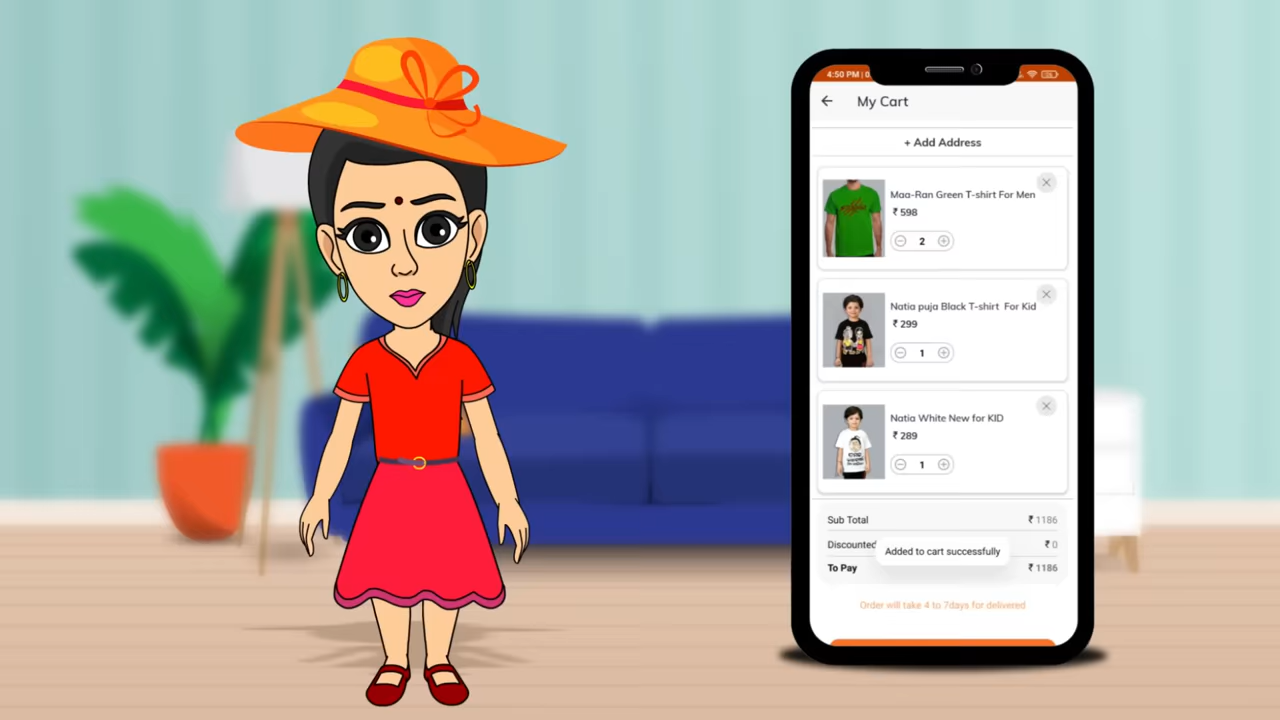 4:50 PM | 0
My Cart
+ Add Address
Maa-Ran Green T-shirt For Men
₹ 598
2
Natia puja Black T-shirt For Kid
₹ 299
1
Natia White New for KID
₹ 289
1
Sub Total ₹ 1186
Discounted ₹ 0
Added to cart successfully
To Pay ₹ 1186
Order will take 4 to 7days for delivered